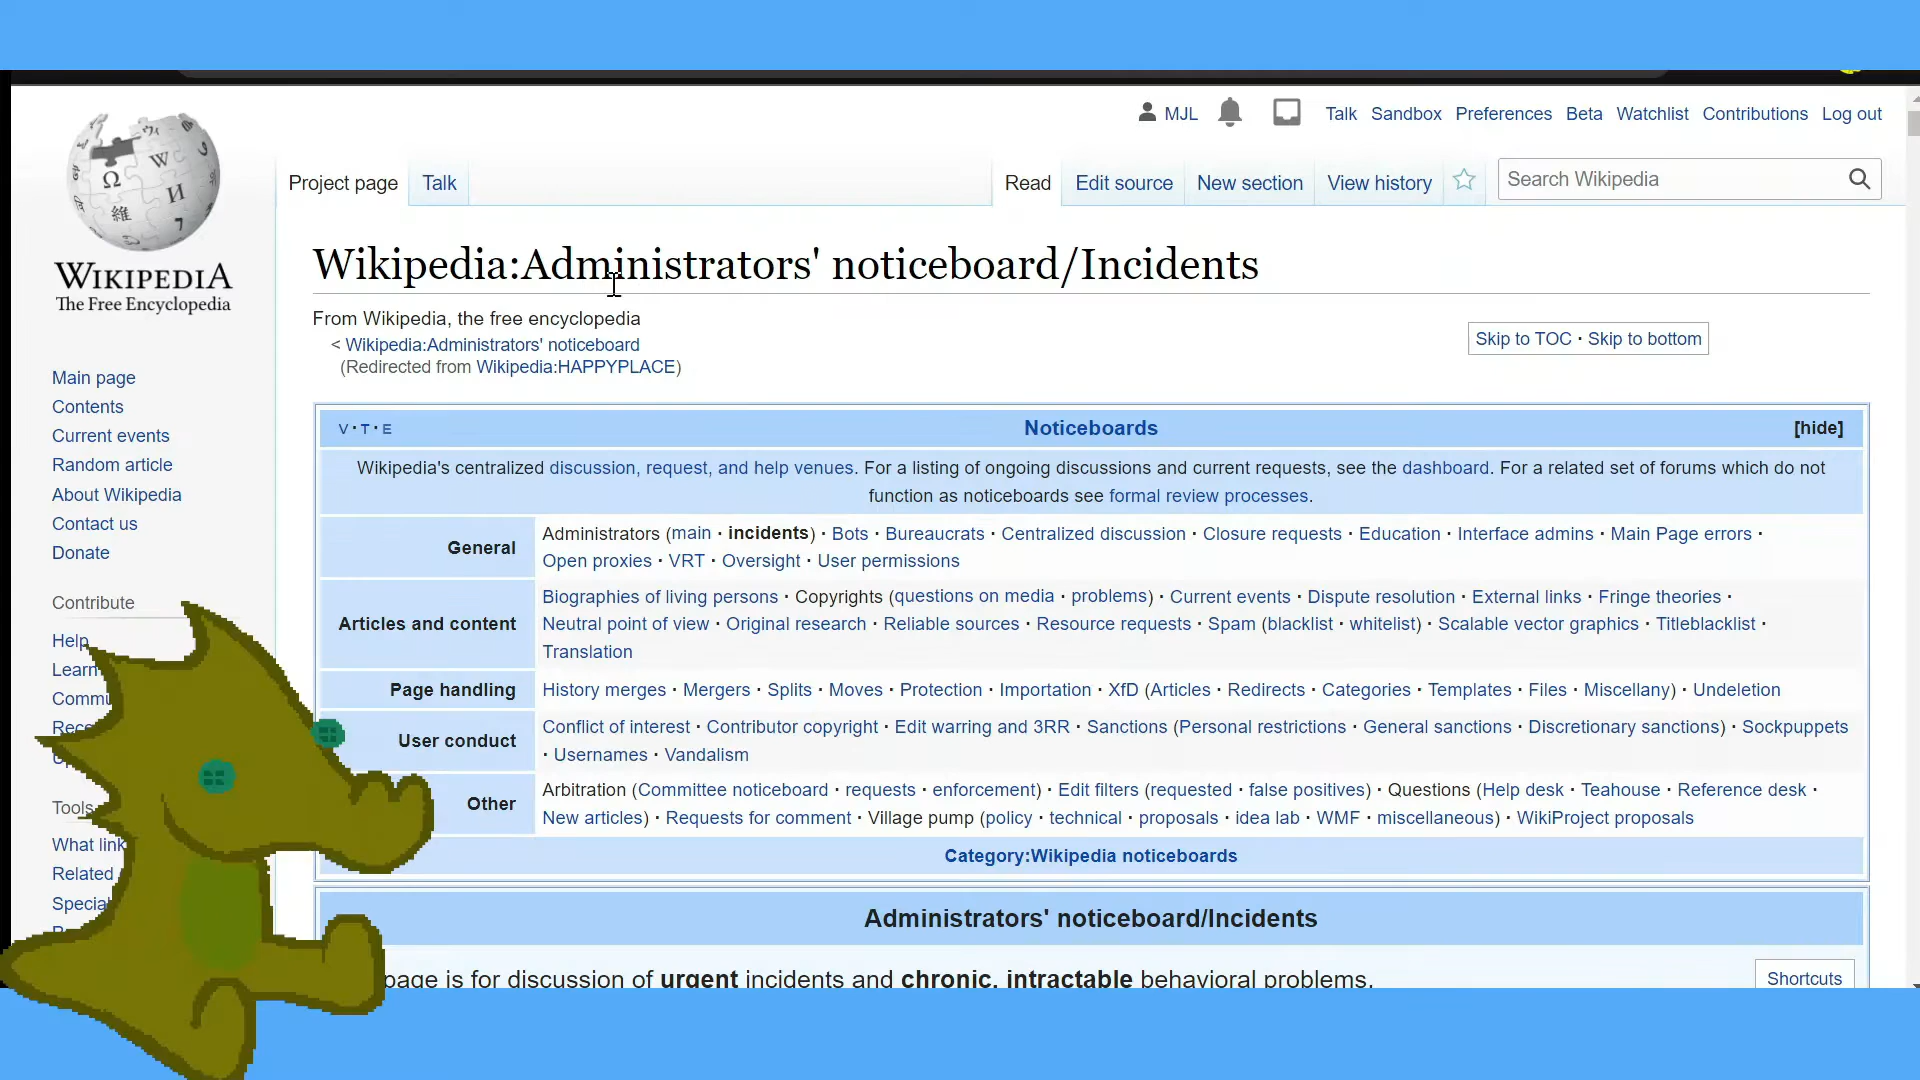 MJL Talk Sandbox Preferences Beta Watchlist Contributions Log out
Project page Talk Read Edit source New section View history Search Wikipedia
WIKIPEDIA
The Free Encyclopedia
Wikipedia:Administrators' noticeboard/Incidents
From Wikipedia, the free encyclopedia
< Wikipedia:Administrators' noticeboard
(Redirected from Wikipedia:HAPPYPLACE)
Skip to TOC · Skip to bottom
Main page
Contents
Current events
Random article
About Wikipedia
Contact us
Donate
Contribute
Help
Learn
Commu
Rece
Tools
What link
Related
Special
V · T · E Noticeboards [hide]
Wikipedia's centralized discussion, request, and help venues. For a listing of ongoing discussions and current requests, see the dashboard. For a related set of forums which do not
function as noticeboards see formal review processes.
General
Administrators (main · incidents) · Bots · Bureaucrats · Centralized discussion · Closure requests · Education · Interface admins · Main Page errors ·
Open proxies · VRT · Oversight · User permissions
Articles and content
Biographies of living persons · Copyrights (questions on media · problems) · Current events · Dispute resolution · External links · Fringe theories ·
Neutral point of view · Original research · Reliable sources · Resource requests · Spam (blacklist · whitelist) · Scalable vector graphics · Titleblacklist ·
Translation
Page handling
History merges · Mergers · Splits · Moves · Protection · Importation · XfD (Articles · Redirects · Categories · Templates · Files · Miscellany) · Undeletion
User conduct
Conflict of interest · Contributor copyright · Edit warring and 3RR · Sanctions (Personal restrictions · General sanctions · Discretionary sanctions) · Sockpuppets
· Usernames · Vandalism
Other
Arbitration (Committee noticeboard · requests · enforcement) · Edit filters (requested · false positives) · Questions (Help desk · Teahouse · Reference desk ·
New articles) · Requests for comment · Village pump (policy · technical · proposals · idea lab · WMF · miscellaneous) · WikiProject proposals
Category:Wikipedia noticeboards
Administrators' noticeboard/Incidents
page is for discussion of urgent incidents and chronic, intractable behavioral problems.
Shortcuts